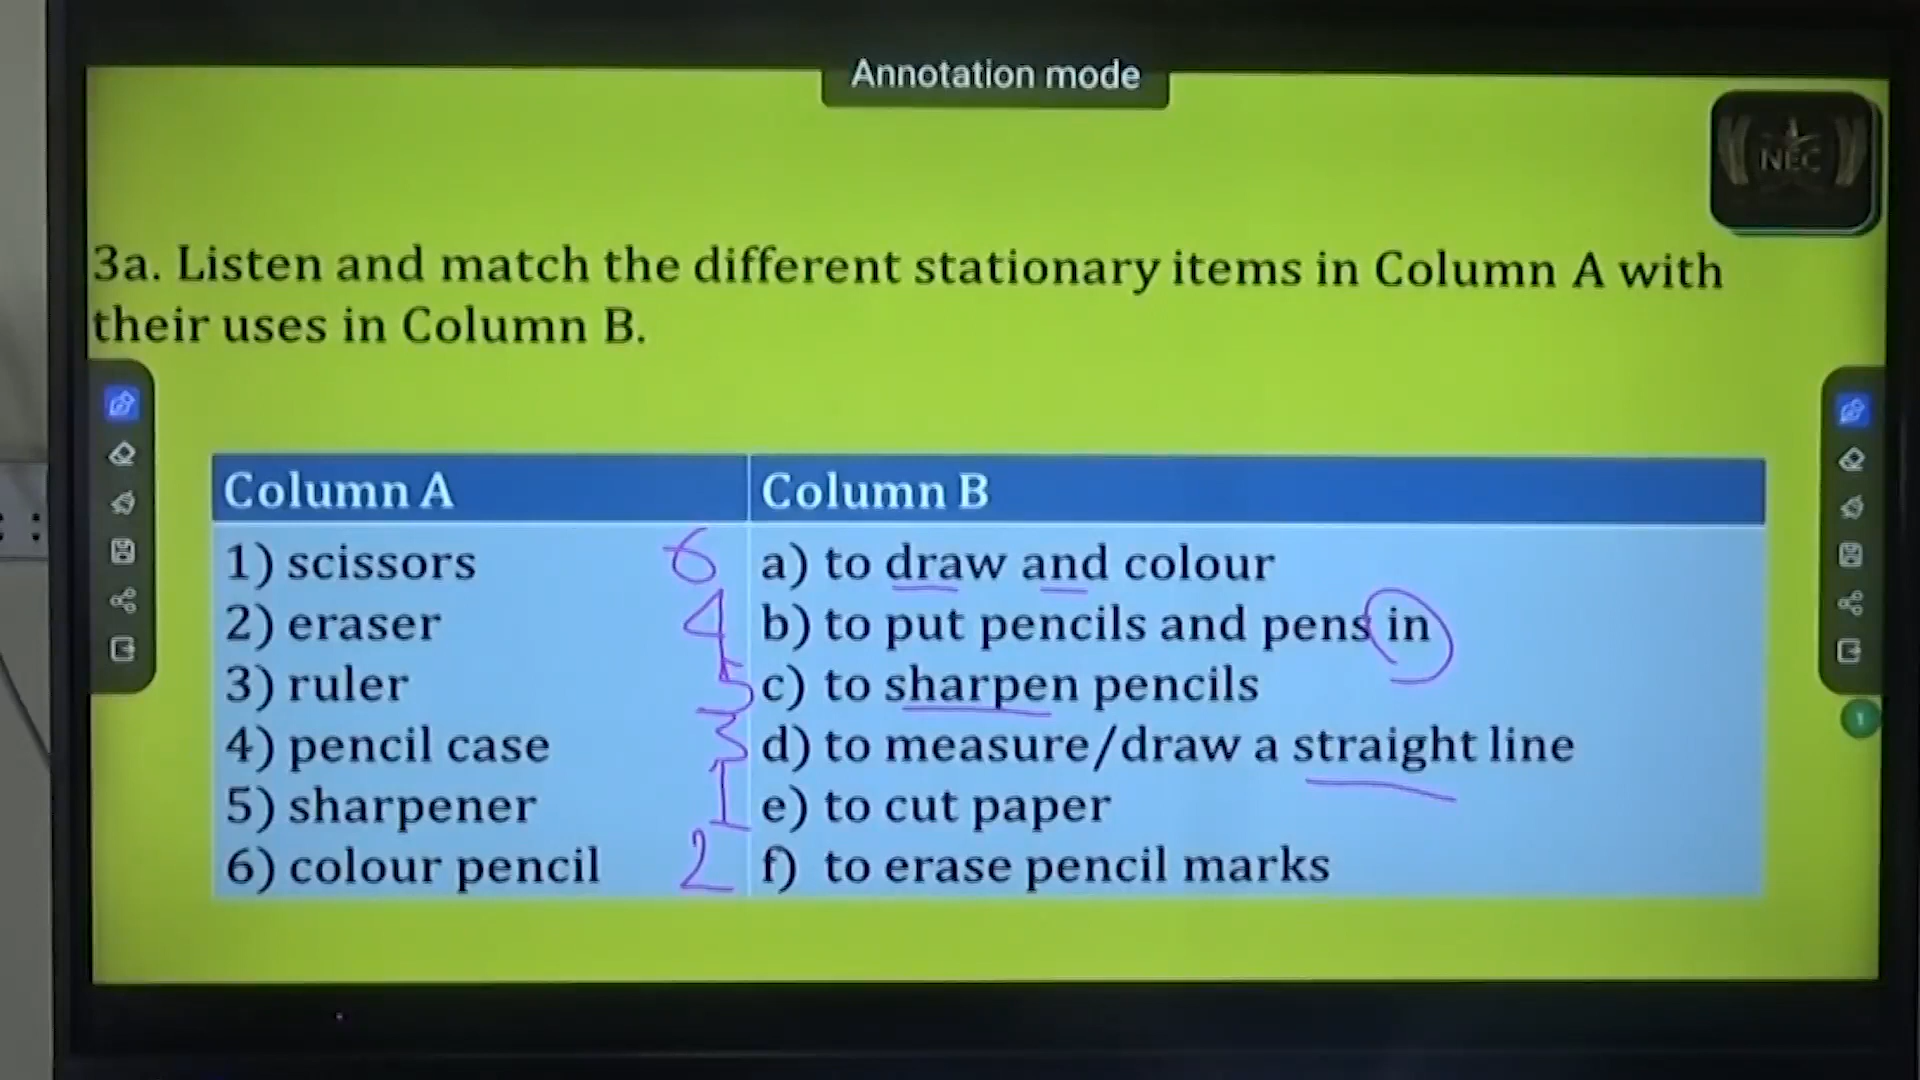 Annotation mode
NEC
3a. Listen and match the different stationary items in Column A with
their uses in Column B.
Column A
Column B
1) scissors
6
a) to draw and colour
2) eraser
4
b) to put pencils and pens in
3) ruler
5
c) to sharpen pencils
4) pencil case
3
d) to measure/draw a straight line
5) sharpener
1
e) to cut paper
6) colour pencil
2
f) to erase pencil marks
1